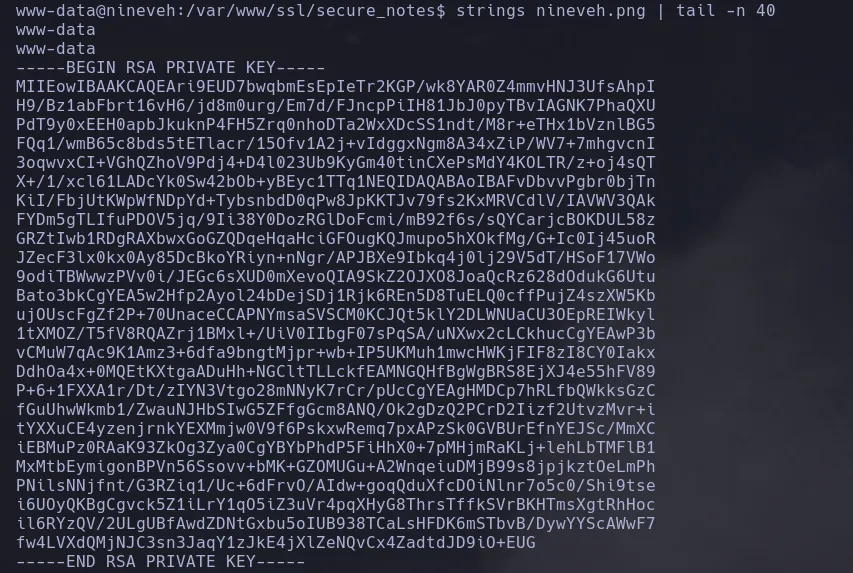 www-data@nineveh:/var/www/ssl/secure_notes$ strings nineveh.png | tail -n 40
www-data
www-data
-----BEGIN RSA PRIVATE KEY-----
MIIEowIBAAKCAQEAri9EUD7bwqbmEsEpIeTr2KGP/wk8YAR0Z4mmvHNJ3UfsAhpI
H9/Bz1abFbrt16vH6/jd8m0urg/Em7d/FJncpPiIH81JbJ0pyTBvIAGNK7PhaQXU
PdT9y0xEEH0apbJkuknP4FH5Zrq0nhoDTa2WxXDcSS1ndt/M8r+eTHx1bVznlBG5
FQq1/wmB65c8bds5tETlacr/15Ofv1A2j+vIdggxNgm8A34xZiP/WV7+7mhgvcnI
3oqwvxCI+VGhQZhoV9Pdj4+D4l023Ub9KyGm40tinCXePsMdY4KOLTR/z+oj4sQT
X+/1/xcl61LADcYk0Sw42bOb+yBEyc1TTq1NEQIDAQABAoIBAFvDbvvPgbr0bjTn
KiI/FbjUtKWpWfNDpYd+TybsnbdD0qPw8JpKKTJv79fs2KxMRVCdlV/IAVWV3QAk
FYDm5gTLIfuPDOV5jq/9Ii38Y0DozRGlDoFcmi/mB92f6s/sQYCarjcBOKDUL58z
GRZtIwb1RDgRAXbwxGoGZQDqeHqaHciGFOugKQJmupo5hXOkfMg/G+Ic0Ij45uoR
JZecF3lx0kx0Ay85DcBkoYRiyn+nNgr/APJBXe9Ibkq4j0lj29V5dT/HSoF17VWo
9odiTBWwwzPVv0i/JEGc6sXUD0mXevoQIA9SkZ2OJXO8JoaQcRz628dOdukG6Utu
Bato3bkCgYEA5w2Hfp2Ayol24bDejSDj1Rjk6REn5D8TuELQ0cffPujZ4szXW5Kb
ujOUscFgZf2P+70UnaceCCAPNYmsaSVSCM0KCJQt5klY2DLWNUaCU3OEpREIWkyl
1tXMOZ/T5fV8RQAZrj1BMxl+/UiV0IIbgF07sPqSA/uNXwx2cLCkhucCgYEAwP3b
vCMuW7qAc9K1Amz3+6dfa9bngtMjpr+wb+IP5UKMuh1mwcHWKjFIF8zI8CY0Iakx
DdhOa4x+0MQEtKXtgaADuHh+NGCltTLLckfEAMNGQHfBgWgBRS8EjXJ4e55hFV89
P+6+1FXXA1r/Dt/zIYN3Vtgo28mNNyK7rCr/pUcCgYEAgHMDCp7hRLfbQWkksGzC
fGuUhwWkmb1/ZwauNJHbSIwG5ZFfgGcm8ANQ/Ok2gDzQ2PCrD2Iizf2UtvzMvr+i
tYXXuCE4yzenjrnkYEXMmjw0V9f6PskxwRemq7pxAPzSk0GVBUrEfnYEJSc/MmXC
iEBMuPz0RAaK93ZkOg3Zya0CgYBYbPhdP5FiHhX0+7pMHjmRaKLj+lehLbTMFlB1
MxMtbEymigonBPVn56Ssovv+bMK+GZOMUGu+A2WnqeiuDMjB99s8jpjkztOeLmPh
PNilsNNjfnt/G3RZiq1/Uc+6dFrvO/AIdw+goqQduXfcDOiNlnr7o5c0/Shi9tse
i6UOyQKBgCgvck5Z1iLrY1qO5iZ3uVr4pqXHyG8ThrsTffkSVrBKHTmsXgtRhHoc
il6RYzQV/2ULgUBfAwdZDNtGxbu5oIUB938TCaLsHFDK6mSTbvB/DywYYScAWwF7
fw4LVXdQMjNJC3sn3JaqY1zJkE4jXlZeNQvCx4ZadtdJD9iO+EUG
-----END RSA PRIVATE KEY-----